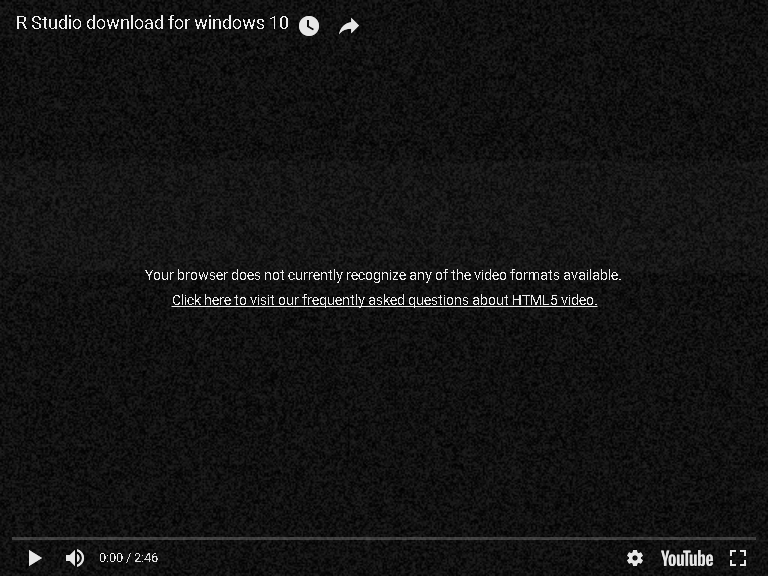 R Studio download for windows 10
Your browser does not currently recognize any of the video formats available.
Click here to visit our frequently asked questions about HTML5 video.
0:00 / 2:46
YouTube